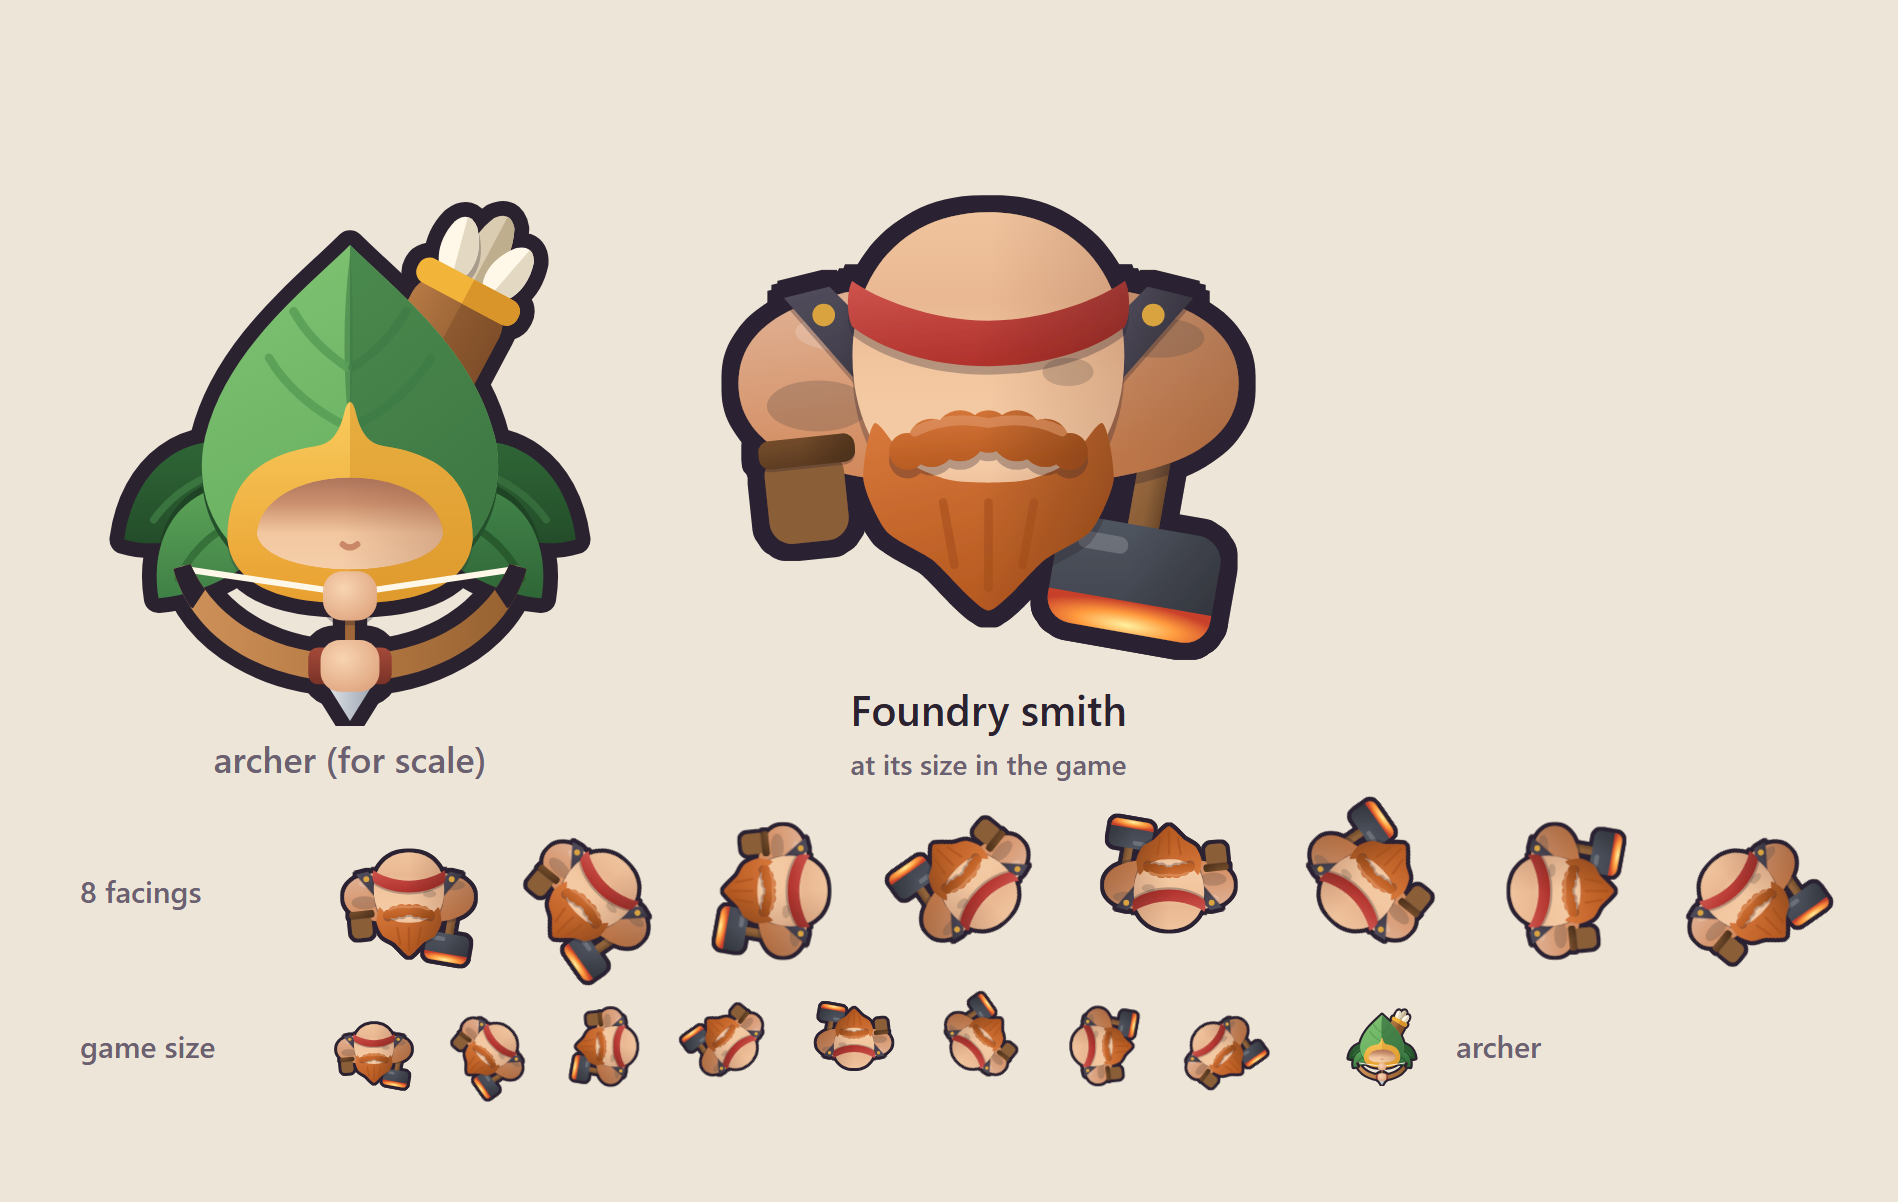 archer (for scale)
Foundry smith
at its size in the game
8 facings
game size
archer